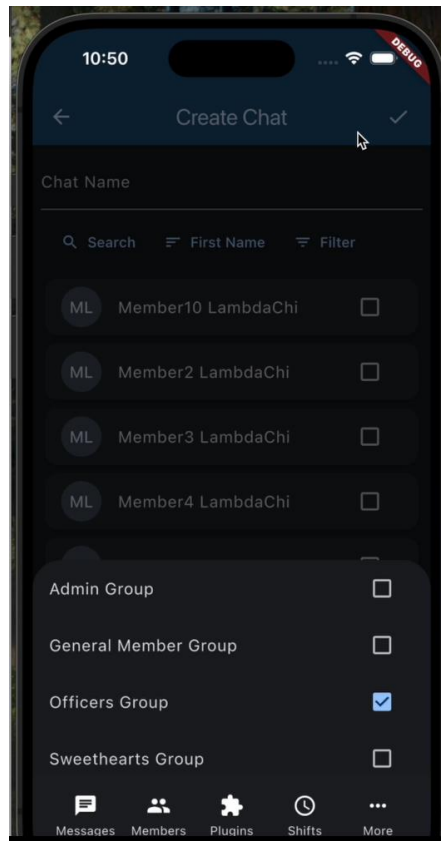 10:50
DEBUG
Create Chat
Chat Name
Search First Name Filter
ML Member10 LambdaChi
ML Member2 LambdaChi
ML Member3 LambdaChi
ML Member4 LambdaChi
Admin Group
General Member Group
Officers Group
Sweethearts Group
Messages Members Plugins Shifts More